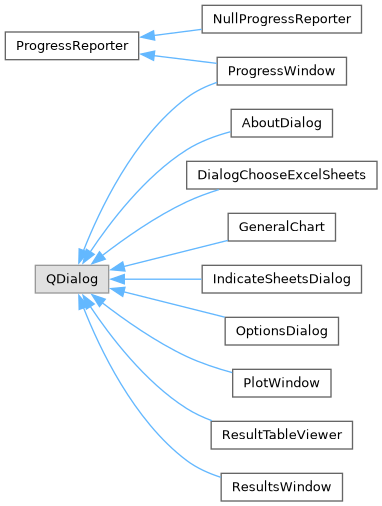 NullProgressReporter
ProgressReporter
ProgressWindow
AboutDialog
DialogChooseExcelSheets
GeneralChart
QDialog
IndicateSheetsDialog
OptionsDialog
PlotWindow
ResultTableViewer
ResultsWindow